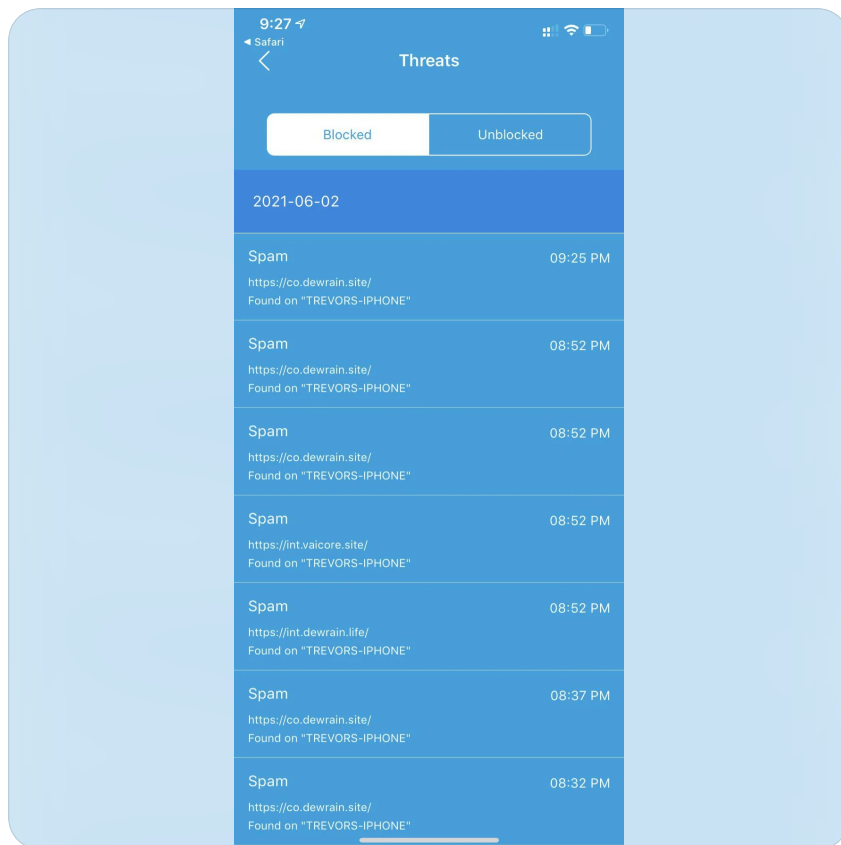 9:27
◀ Safari
Threats
Blocked
Unblocked
2021-06-02
Spam
09:25 PM
https://co.dewrain.site/
Found on "TREVORS-IPHONE"
Spam
08:52 PM
https://co.dewrain.site/
Found on "TREVORS-IPHONE"
Spam
08:52 PM
https://co.dewrain.site/
Found on "TREVORS-IPHONE"
Spam
08:52 PM
https://int.vaicore.site/
Found on "TREVORS-IPHONE"
Spam
08:52 PM
https://int.dewrain.life/
Found on "TREVORS-IPHONE"
Spam
08:37 PM
https://co.dewrain.site/
Found on "TREVORS-IPHONE"
Spam
08:32 PM
https://co.dewrain.site/
Found on "TREVORS-IPHONE"